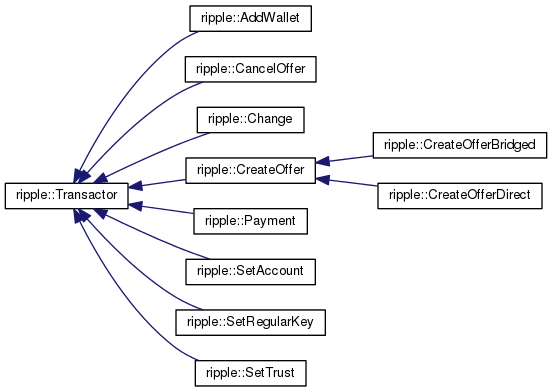 ripple::AddWallet
ripple::CancelOffer
ripple::Change
ripple::CreateOfferBridged
ripple::CreateOffer
ripple::Transactor
ripple::CreateOfferDirect
ripple::Payment
ripple::SetAccount
ripple::SetRegularKey
ripple::SetTrust